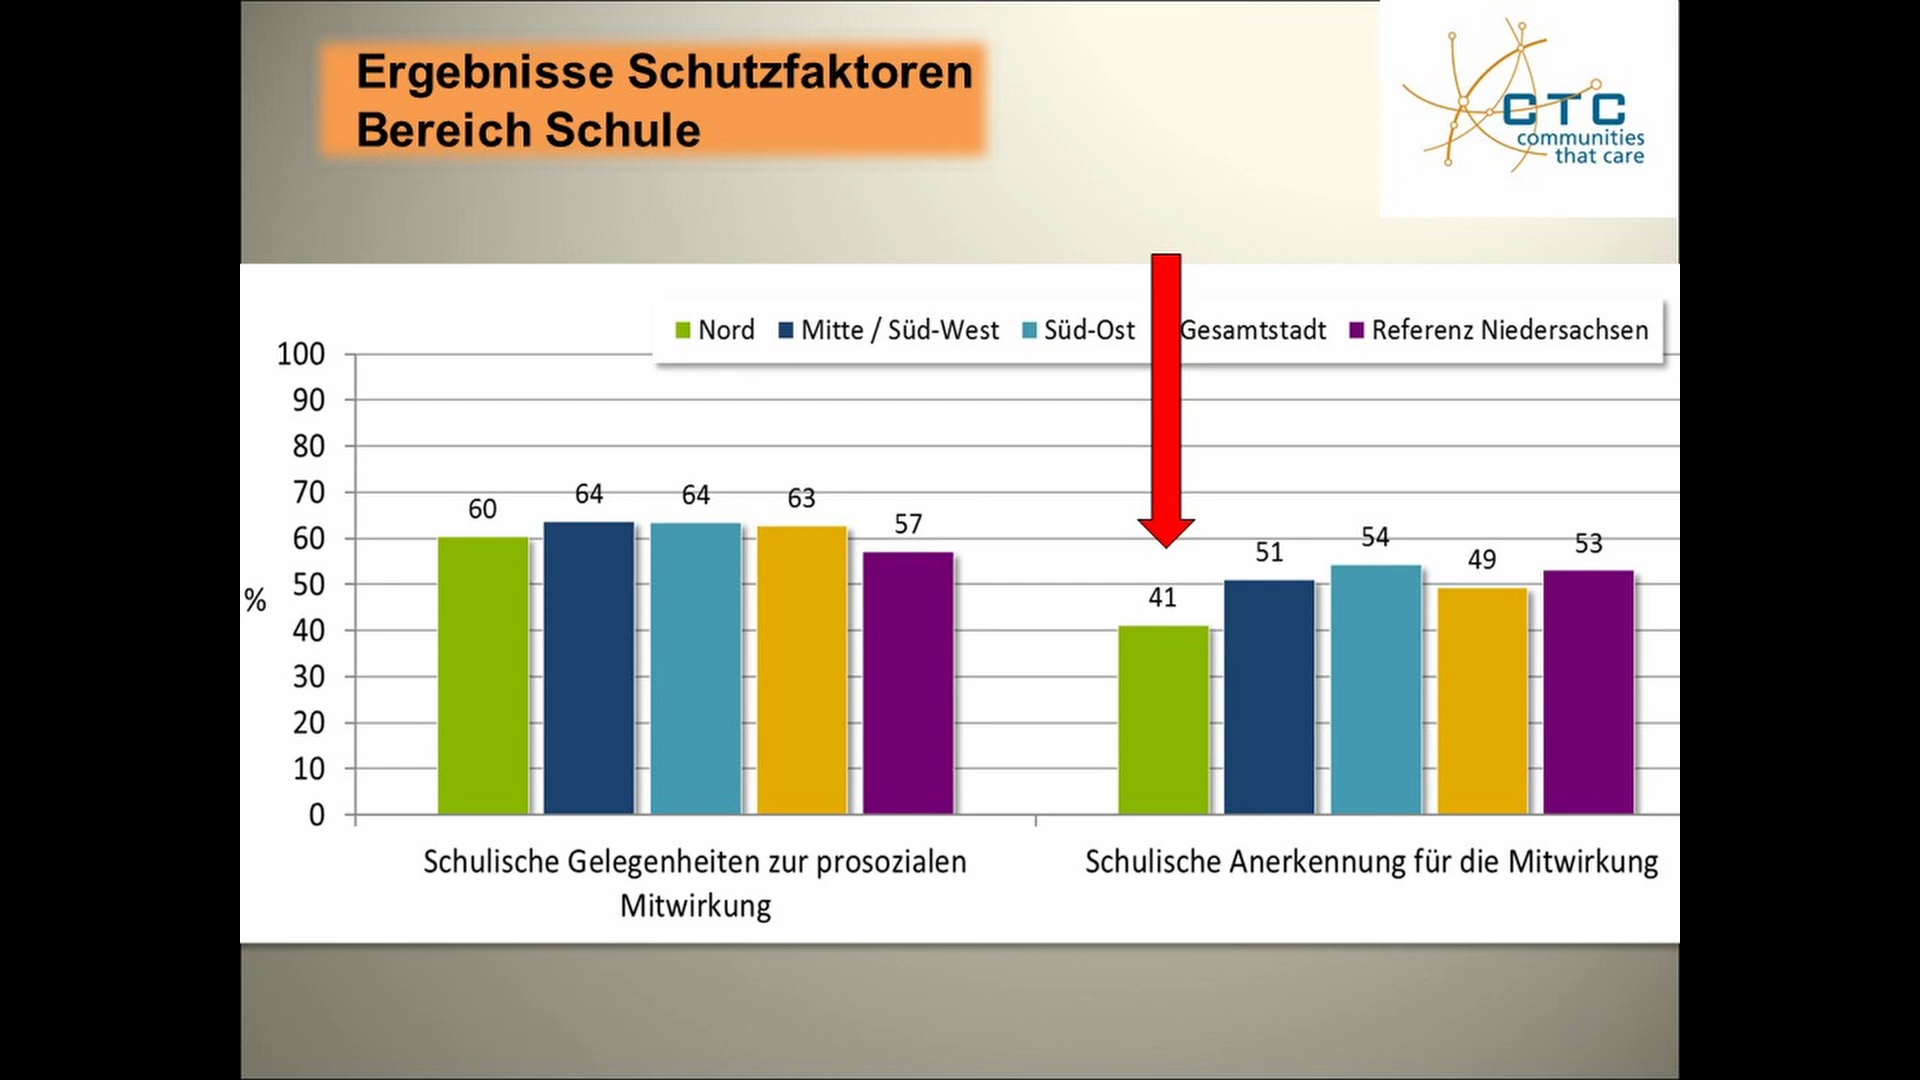 Ergebnisse Schutzfaktoren
Bereich Schule
CTC
communities
that care
Nord Mitte / Süd-West Süd-Ost Gesamtstadt Referenz Niedersachsen
100
90
80
70
60
50
40
30
20
10
0
%
60 64 64 63 57
41 51 54 49 53
Schulische Gelegenheiten zur prosozialen
Mitwirkung
Schulische Anerkennung für die Mitwirkung